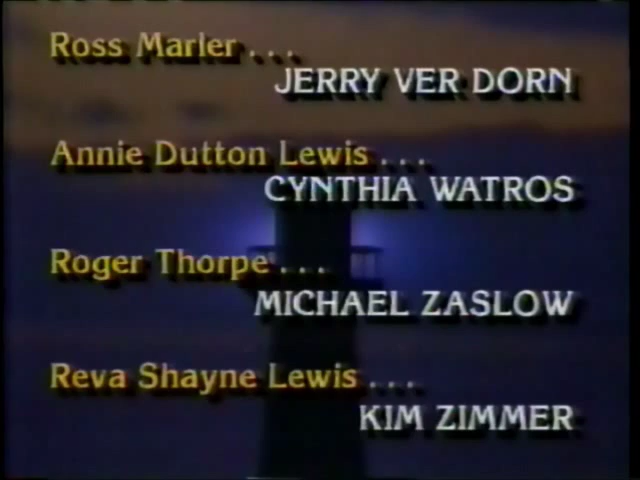 Ross Marler . . .
JERRY VER DORN
Annie Dutton Lewis . . .
CYNTHIA WATROS
Roger Thorpe . . .
MICHAEL ZASLOW
Reva Shayne Lewis . . .
KIM ZIMMER